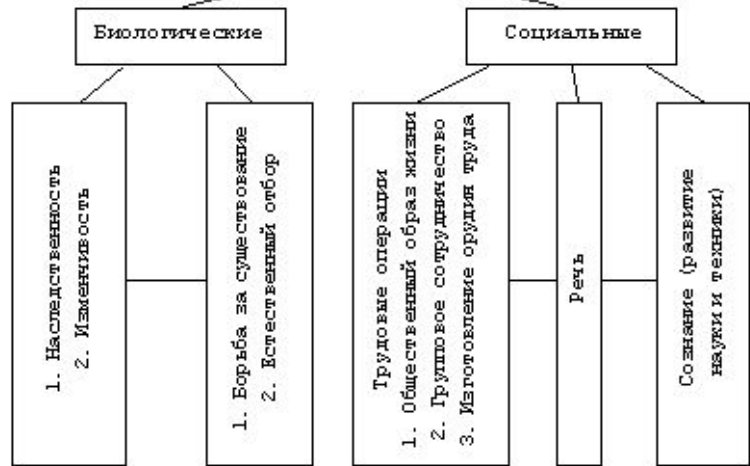 Биологические
Социальные
1. Наследственность
2. Изменчивость
1. Борьба за существование
2. Естественный отбор
Трудовые операции
1. Общественный образ жизни
2. Групповое сотрудничество
3. Изготовление орудин труда
Речь
Сознание (развитие
науки и техники)